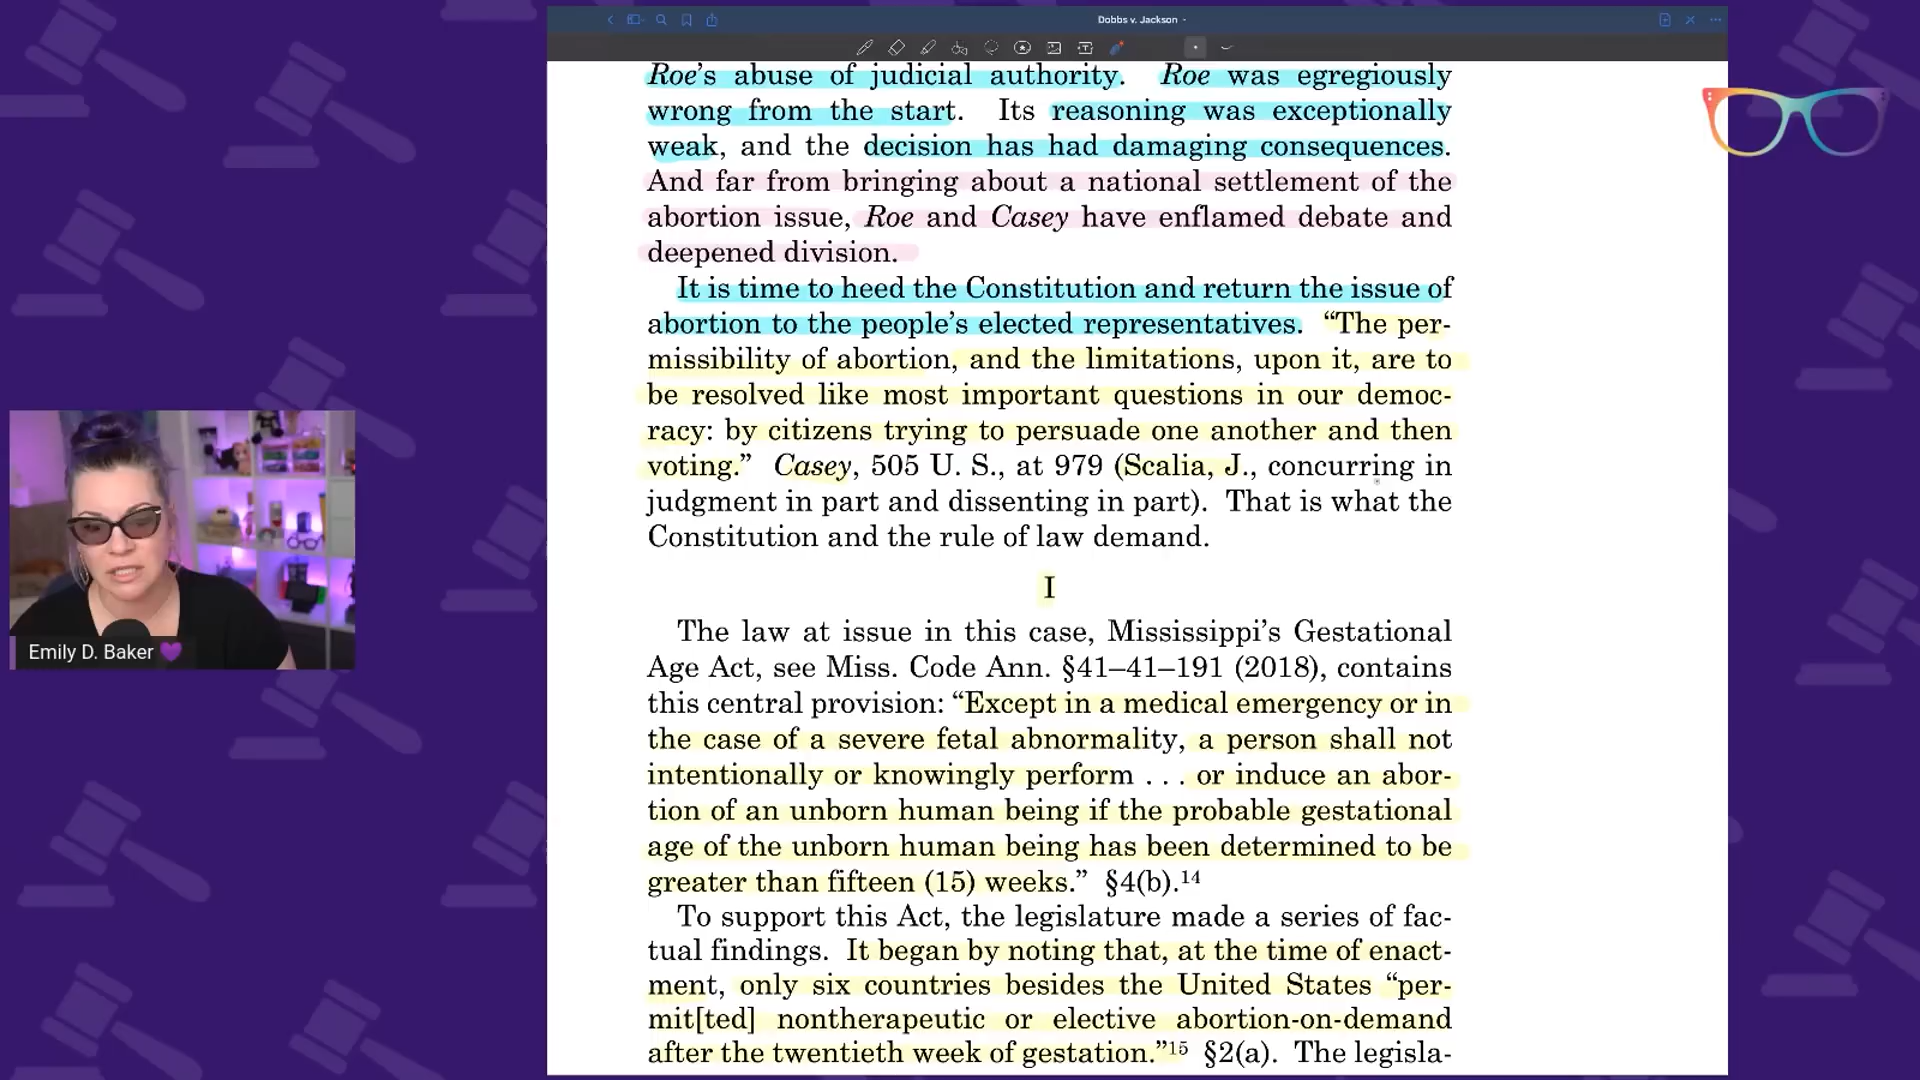 Dobbs v. Jackson
Roe's abuse of judicial authority. Roe was egregiously
wrong from the start. Its reasoning was exceptionally
weak, and the decision has had damaging consequences.
And far from bringing about a national settlement of the
abortion issue, Roe and Casey have enflamed debate and
deepened division.
It is time to heed the Constitution and return the issue of
abortion to the people's elected representatives. “The per-
missibility of abortion, and the limitations, upon it, are to
be resolved like most important questions in our democ-
racy: by citizens trying to persuade one another and then
voting.” Casey, 505 U. S., at 979 (Scalia, J., concurring in
judgment in part and dissenting in part). That is what the
Constitution and the rule of law demand.
I
The law at issue in this case, Mississippi's Gestational
Age Act, see Miss. Code Ann. §41–41–191 (2018), contains
this central provision: “Except in a medical emergency or in
the case of a severe fetal abnormality, a person shall not
intentionally or knowingly perform . . . or induce an abor-
tion of an unborn human being if the probable gestational
age of the unborn human being has been determined to be
greater than fifteen (15) weeks.” §4(b).14
To support this Act, the legislature made a series of fac-
tual findings. It began by noting that, at the time of enact-
ment, only six countries besides the United States “per-
mit[ted] nontherapeutic or elective abortion-on-demand
after the twentieth week of gestation.”15 §2(a). The legisla-
Emily D. Baker 💜